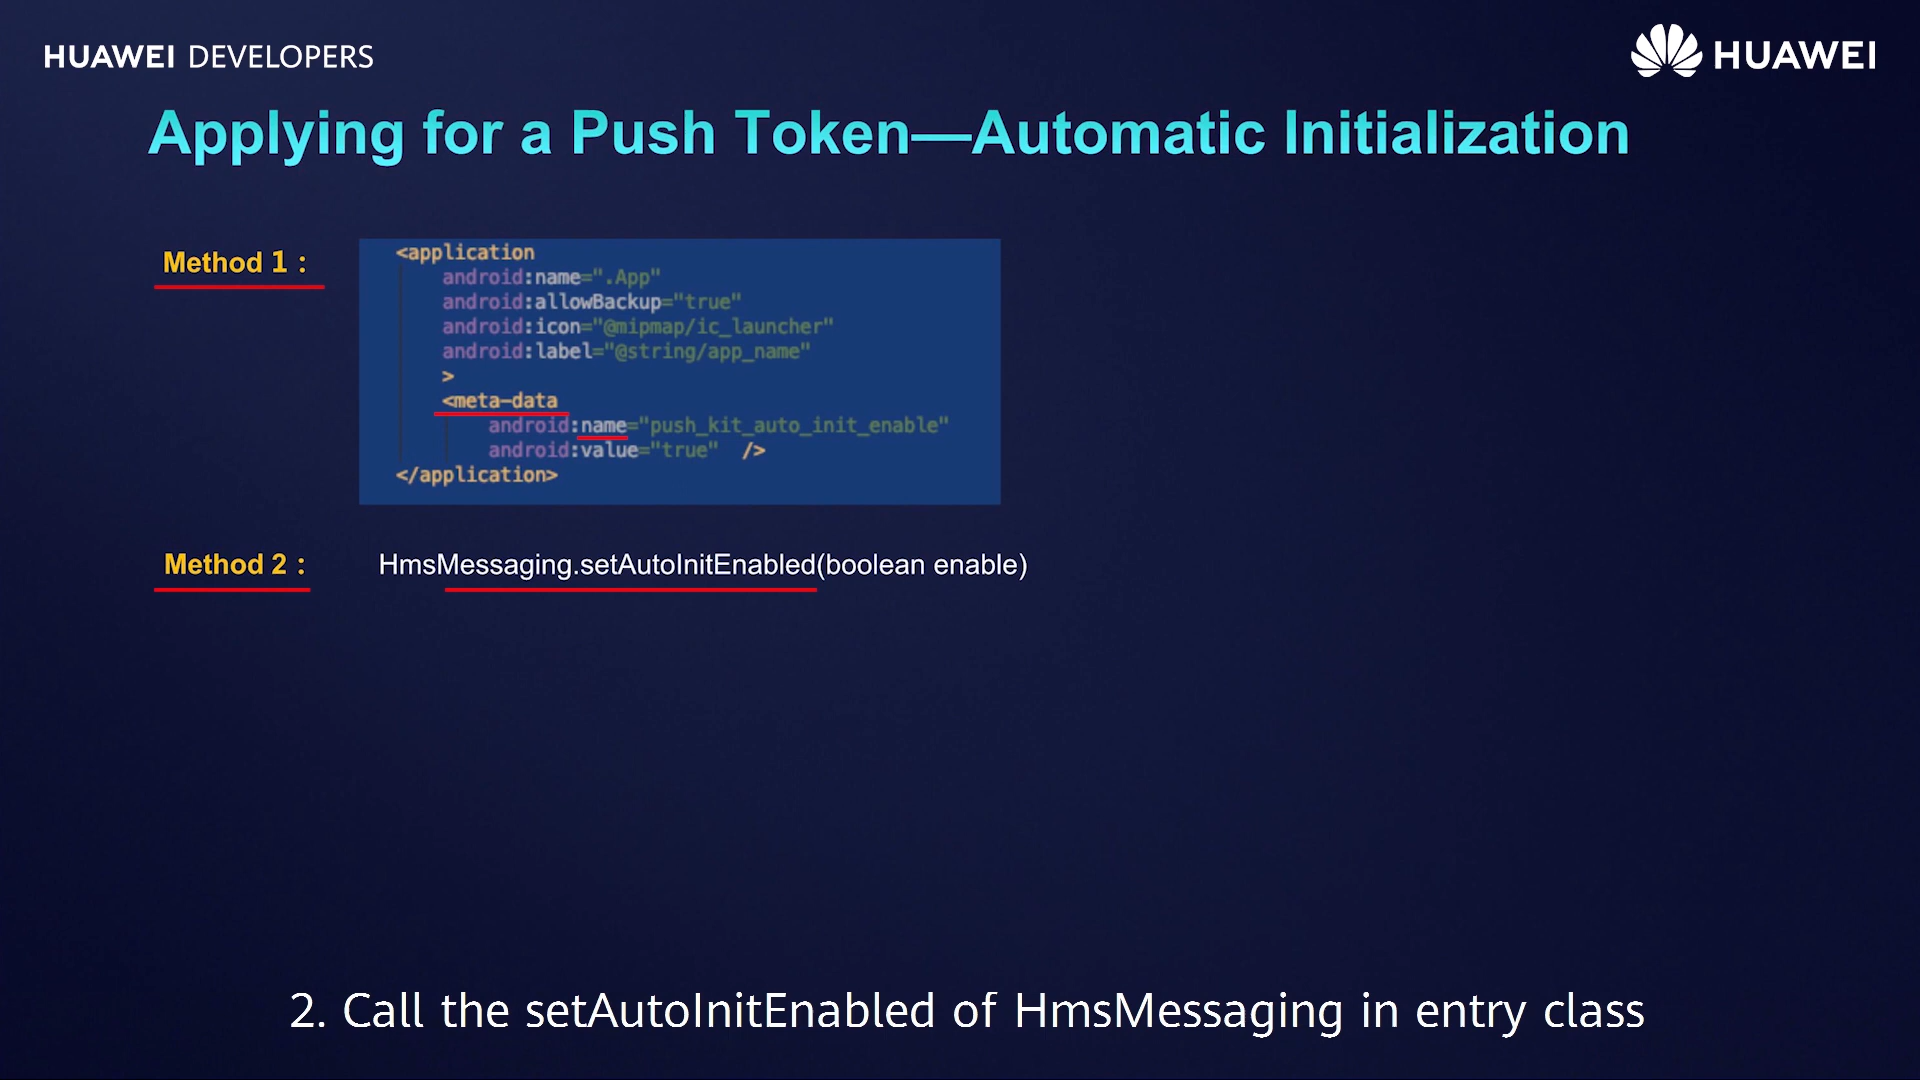 HUAWEI DEVELOPERS
HUAWEI
Applying for a Push Token—Automatic Initialization
Method 1 :
<application
android:name=".App"
android:allowBackup="true"
android:icon="@mipmap/ic_launcher"
android:label="@string/app_name"
>
<meta-data
android:name="push_kit_auto_init_enable"
android:value="true" />
</application>
Method 2 :
HmsMessaging.setAutoInitEnabled(boolean enable)
2. Call the setAutoInitEnabled of HmsMessaging in entry class